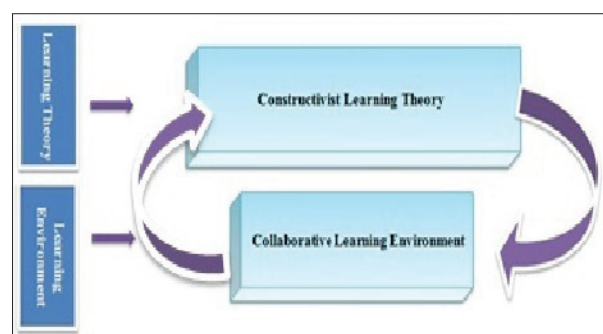 Learning Theory
Constructivist Learning Theory
Learning
Environment
Collaborative Learning Environment